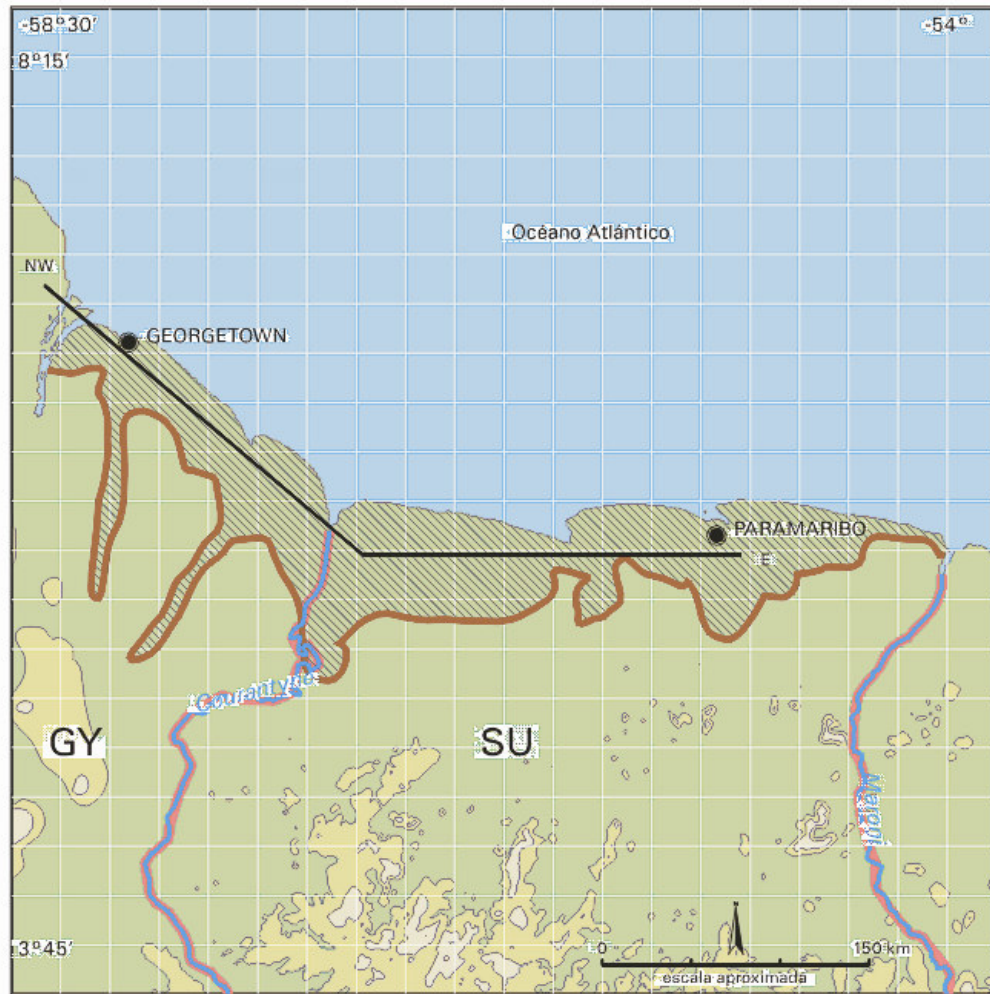 -58º30' -54º
8º15'
Océano Atlántico
NW
GEORGETOWN
PARAMARIBO
E
Courantyne
GY SU
Maroni
3º45' 0 150 km
escala aproximada